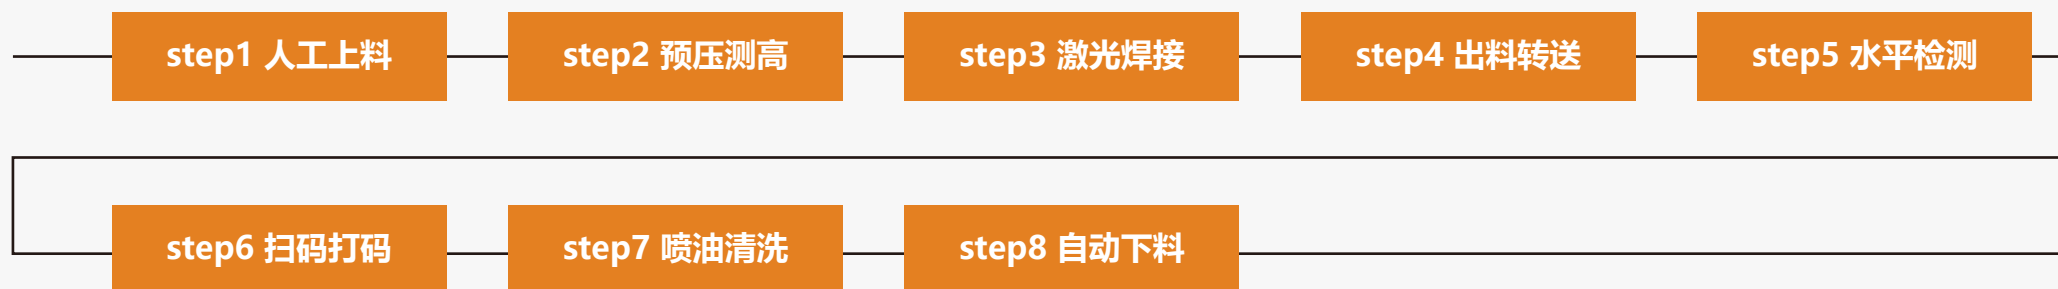 step1 人工上料
step2 预压测高
step3 激光焊接
step4 出料转送
step5 水平检测
step6 扫码打码
step7 喷油清洗
step8 自动下料